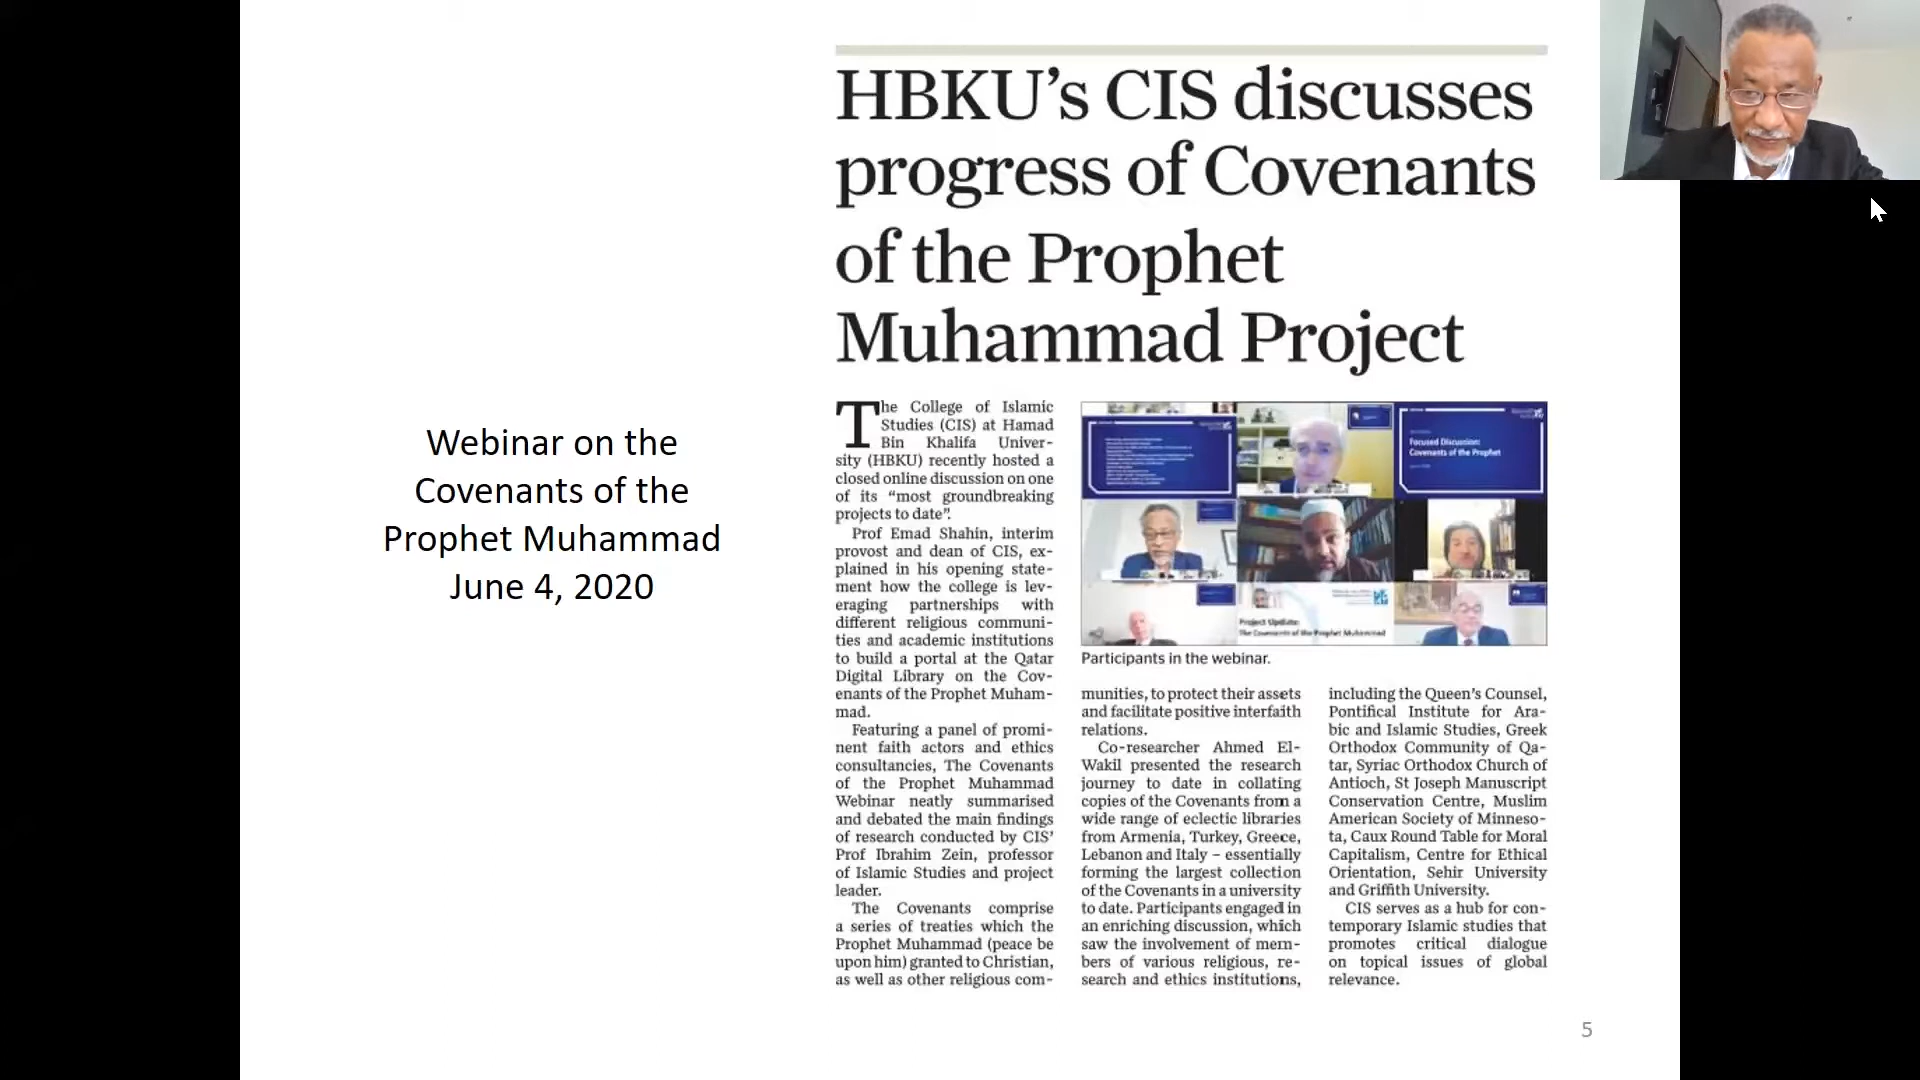 HBKU’s CIS discusses
progress of Covenants
of the Prophet
Muhammad Project
Webinar on the
Covenants of the
Prophet Muhammad
June 4, 2020
The College of Islamic
Studies (CIS) at Hamad
Bin Khalifa Univer-
sity (HBKU) recently hosted a
closed online discussion on one
of its “most groundbreaking
projects to date”.
Prof Emad Shahin, interim
provost and dean of CIS, ex-
plained in his opening state-
ment how the college is lev-
eraging partnerships with
different religious communi-
ties and academic institutions
to build a portal at the Qatar
Digital Library on the Cov-
enants of the Prophet Muham-
mad.
Featuring a panel of promi-
nent faith actors and ethics
consultancies, The Covenants
of the Prophet Muhammad
Webinar neatly summarised
and debated the main findings
of research conducted by CIS’
Prof Ibrahim Zein, professor
of Islamic Studies and project
leader.
The Covenants comprise
a series of treaties which the
Prophet Muhammad (peace be
upon him) granted to Christian,
as well as other religious com-
Focused Discussion:
Covenants of the Prophet
Project Update:
The Covenants of the Prophet Muhammad
Participants in the webinar.
munities, to protect their assets
and facilitate positive interfaith
relations.
Co-researcher Ahmed El-
Wakil presented the research
journey to date in collating
copies of the Covenants from a
wide range of eclectic libraries
from Armenia, Turkey, Greece,
Lebanon and Italy – essentially
forming the largest collection
of the Covenants in a university
to date. Participants engaged in
an enriching discussion, which
saw the involvement of mem-
bers of various religious, re-
search and ethics institutions,
including the Queen’s Counsel,
Pontifical Institute for Ara-
bic and Islamic Studies, Greek
Orthodox Community of Qa-
tar, Syriac Orthodox Church of
Antioch, St Joseph Manuscript
Conservation Centre, Muslim
American Society of Minneso-
ta, Caux Round Table for Moral
Capitalism, Centre for Ethical
Orientation, Sehir University
and Griffith University.
CIS serves as a hub for con-
temporary Islamic studies that
promotes critical dialogue
on topical issues of global
relevance.
5